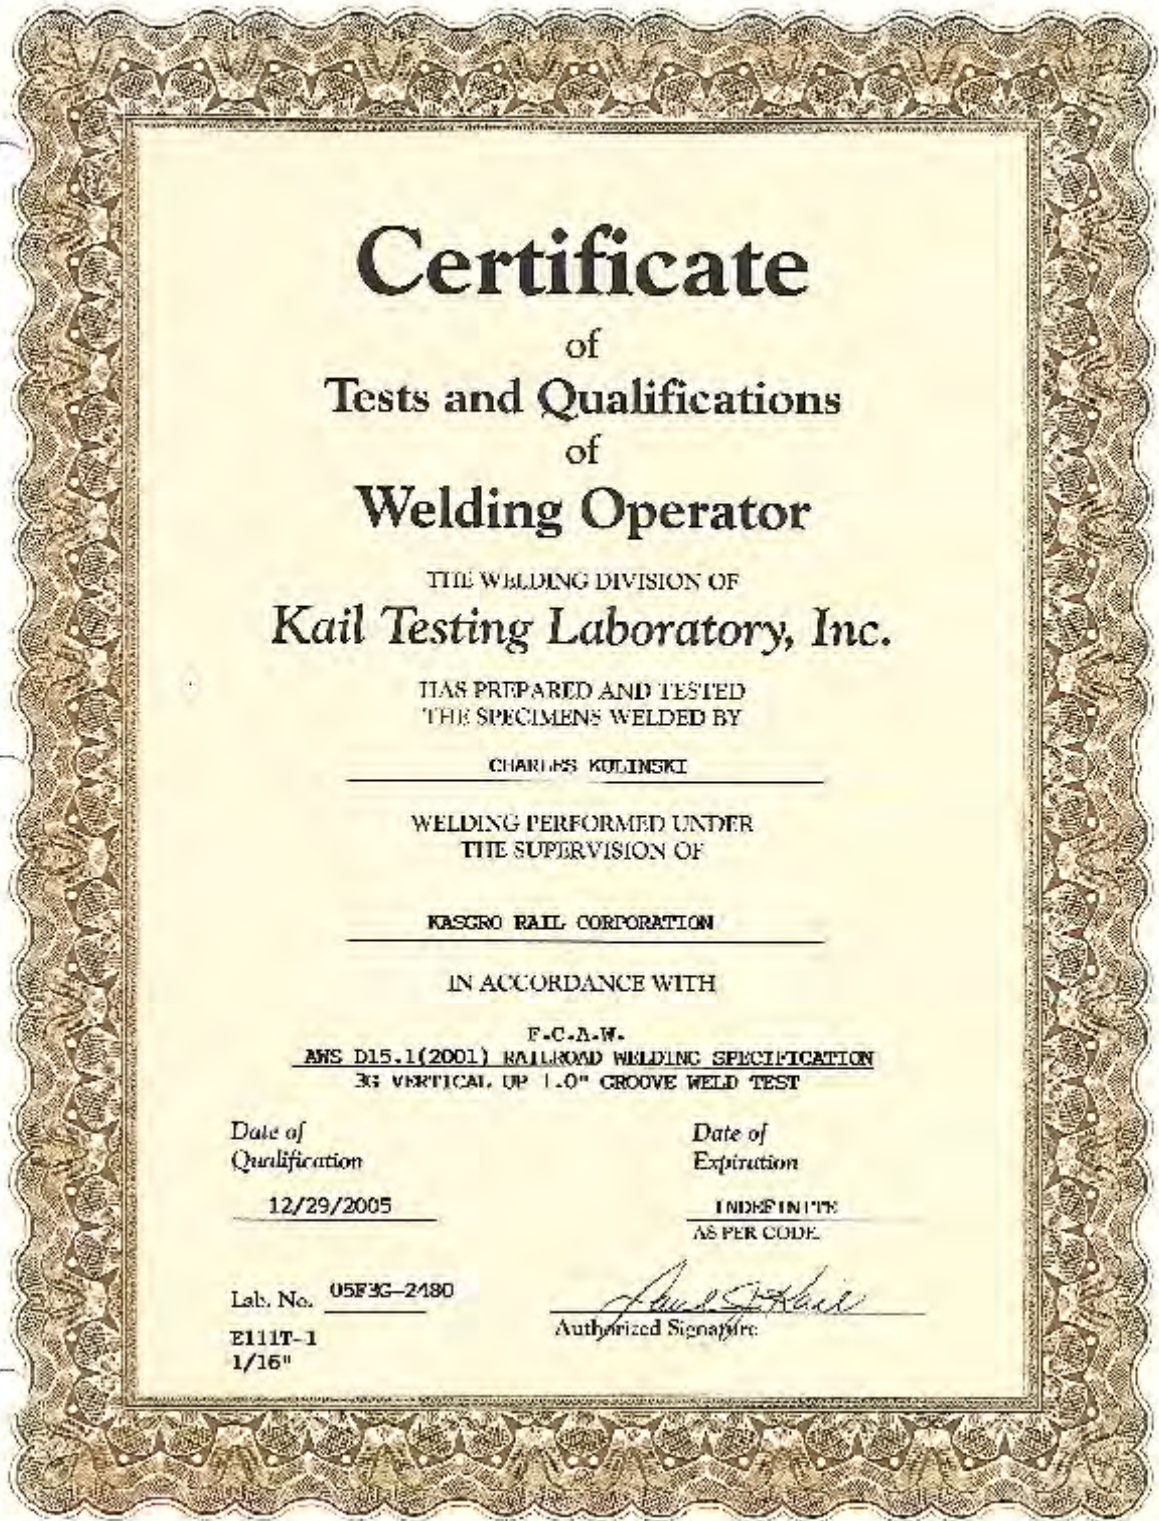 Certificate
of
Tests and Qualifications
of
Welding Operator
THE WELDING DIVISION OF
Kail Testing Laboratory, Inc.
HAS PREPARED AND TESTED
THE SPECIMENS WELDED BY
CHARLES KULINSKI
WELDING PERFORMED UNDER
THE SUPERVISION OF
KASGRO RAIL CORPORATION
IN ACCORDANCE WITH
F.C.A.W.
AWS D15.1(2001) RAILROAD WELDING SPECIFICATION
3G VERTICAL UP 1.0" GROOVE WELD TEST
Date of
Qualification
12/29/2005
Date of
Expiration
INDEFINITE
AS PER CODE
Lab. No. 05F3G-2480
E111T-1
1/16"
Authorized Signature